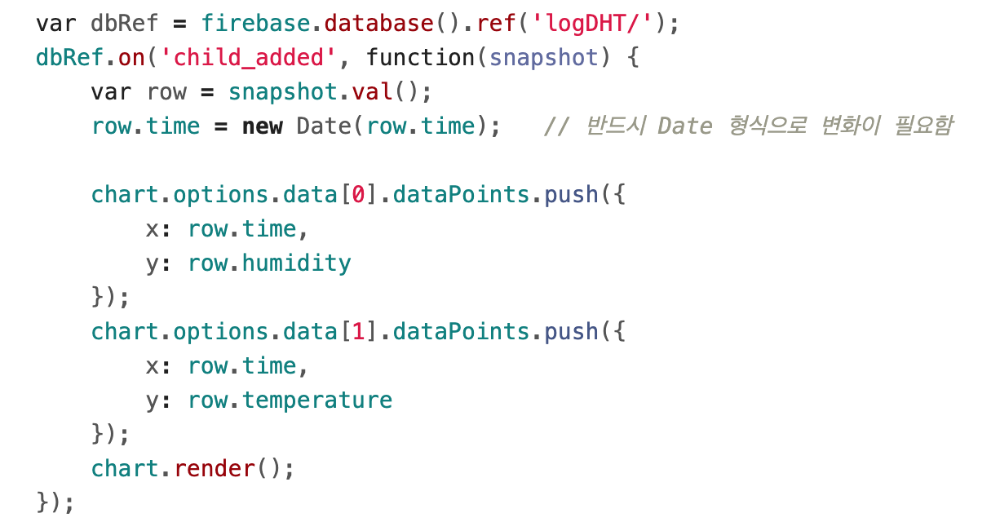 var dbRef = firebase.database().ref('logDHT/');
dbRef.on('child_added', function(snapshot) {
    var row = snapshot.val();
    row.time = new Date(row.time);   // 반드시 Date 형식으로 변화이 필요함

    chart.options.data[0].dataPoints.push({
        x: row.time,
        y: row.humidity
    });
    chart.options.data[1].dataPoints.push({
        x: row.time,
        y: row.temperature
    });
    chart.render();
});